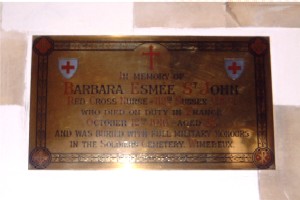 In memory of
Barbara Esmée St John
Red Cross Nurse
who died on duty in France
October
and was buried with full military honours
in the Soldiers Cemetery, Wimereux